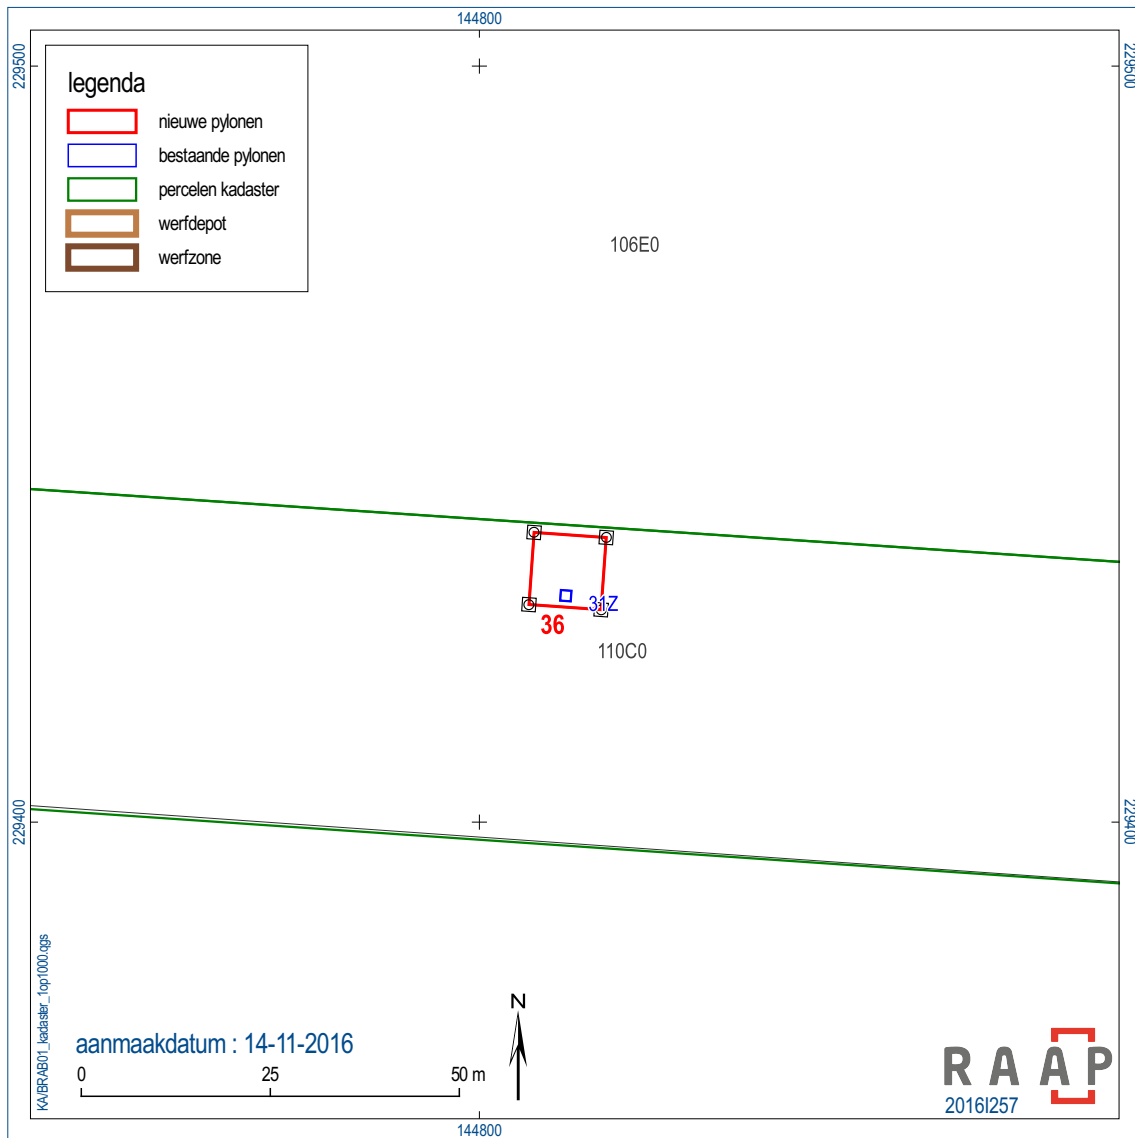 144800
229500
229500
legenda
nieuwe pylonen
bestaande pylonen
percelen kadaster
werfdepot
werfzone
106E0
31Z
36
110C0
229400
229400
KA/BRAB01_kadaster_1op1000.qgs
N
aanmaakdatum : 14-11-2016
0 25 50 m
RAAP
2016I257
144800